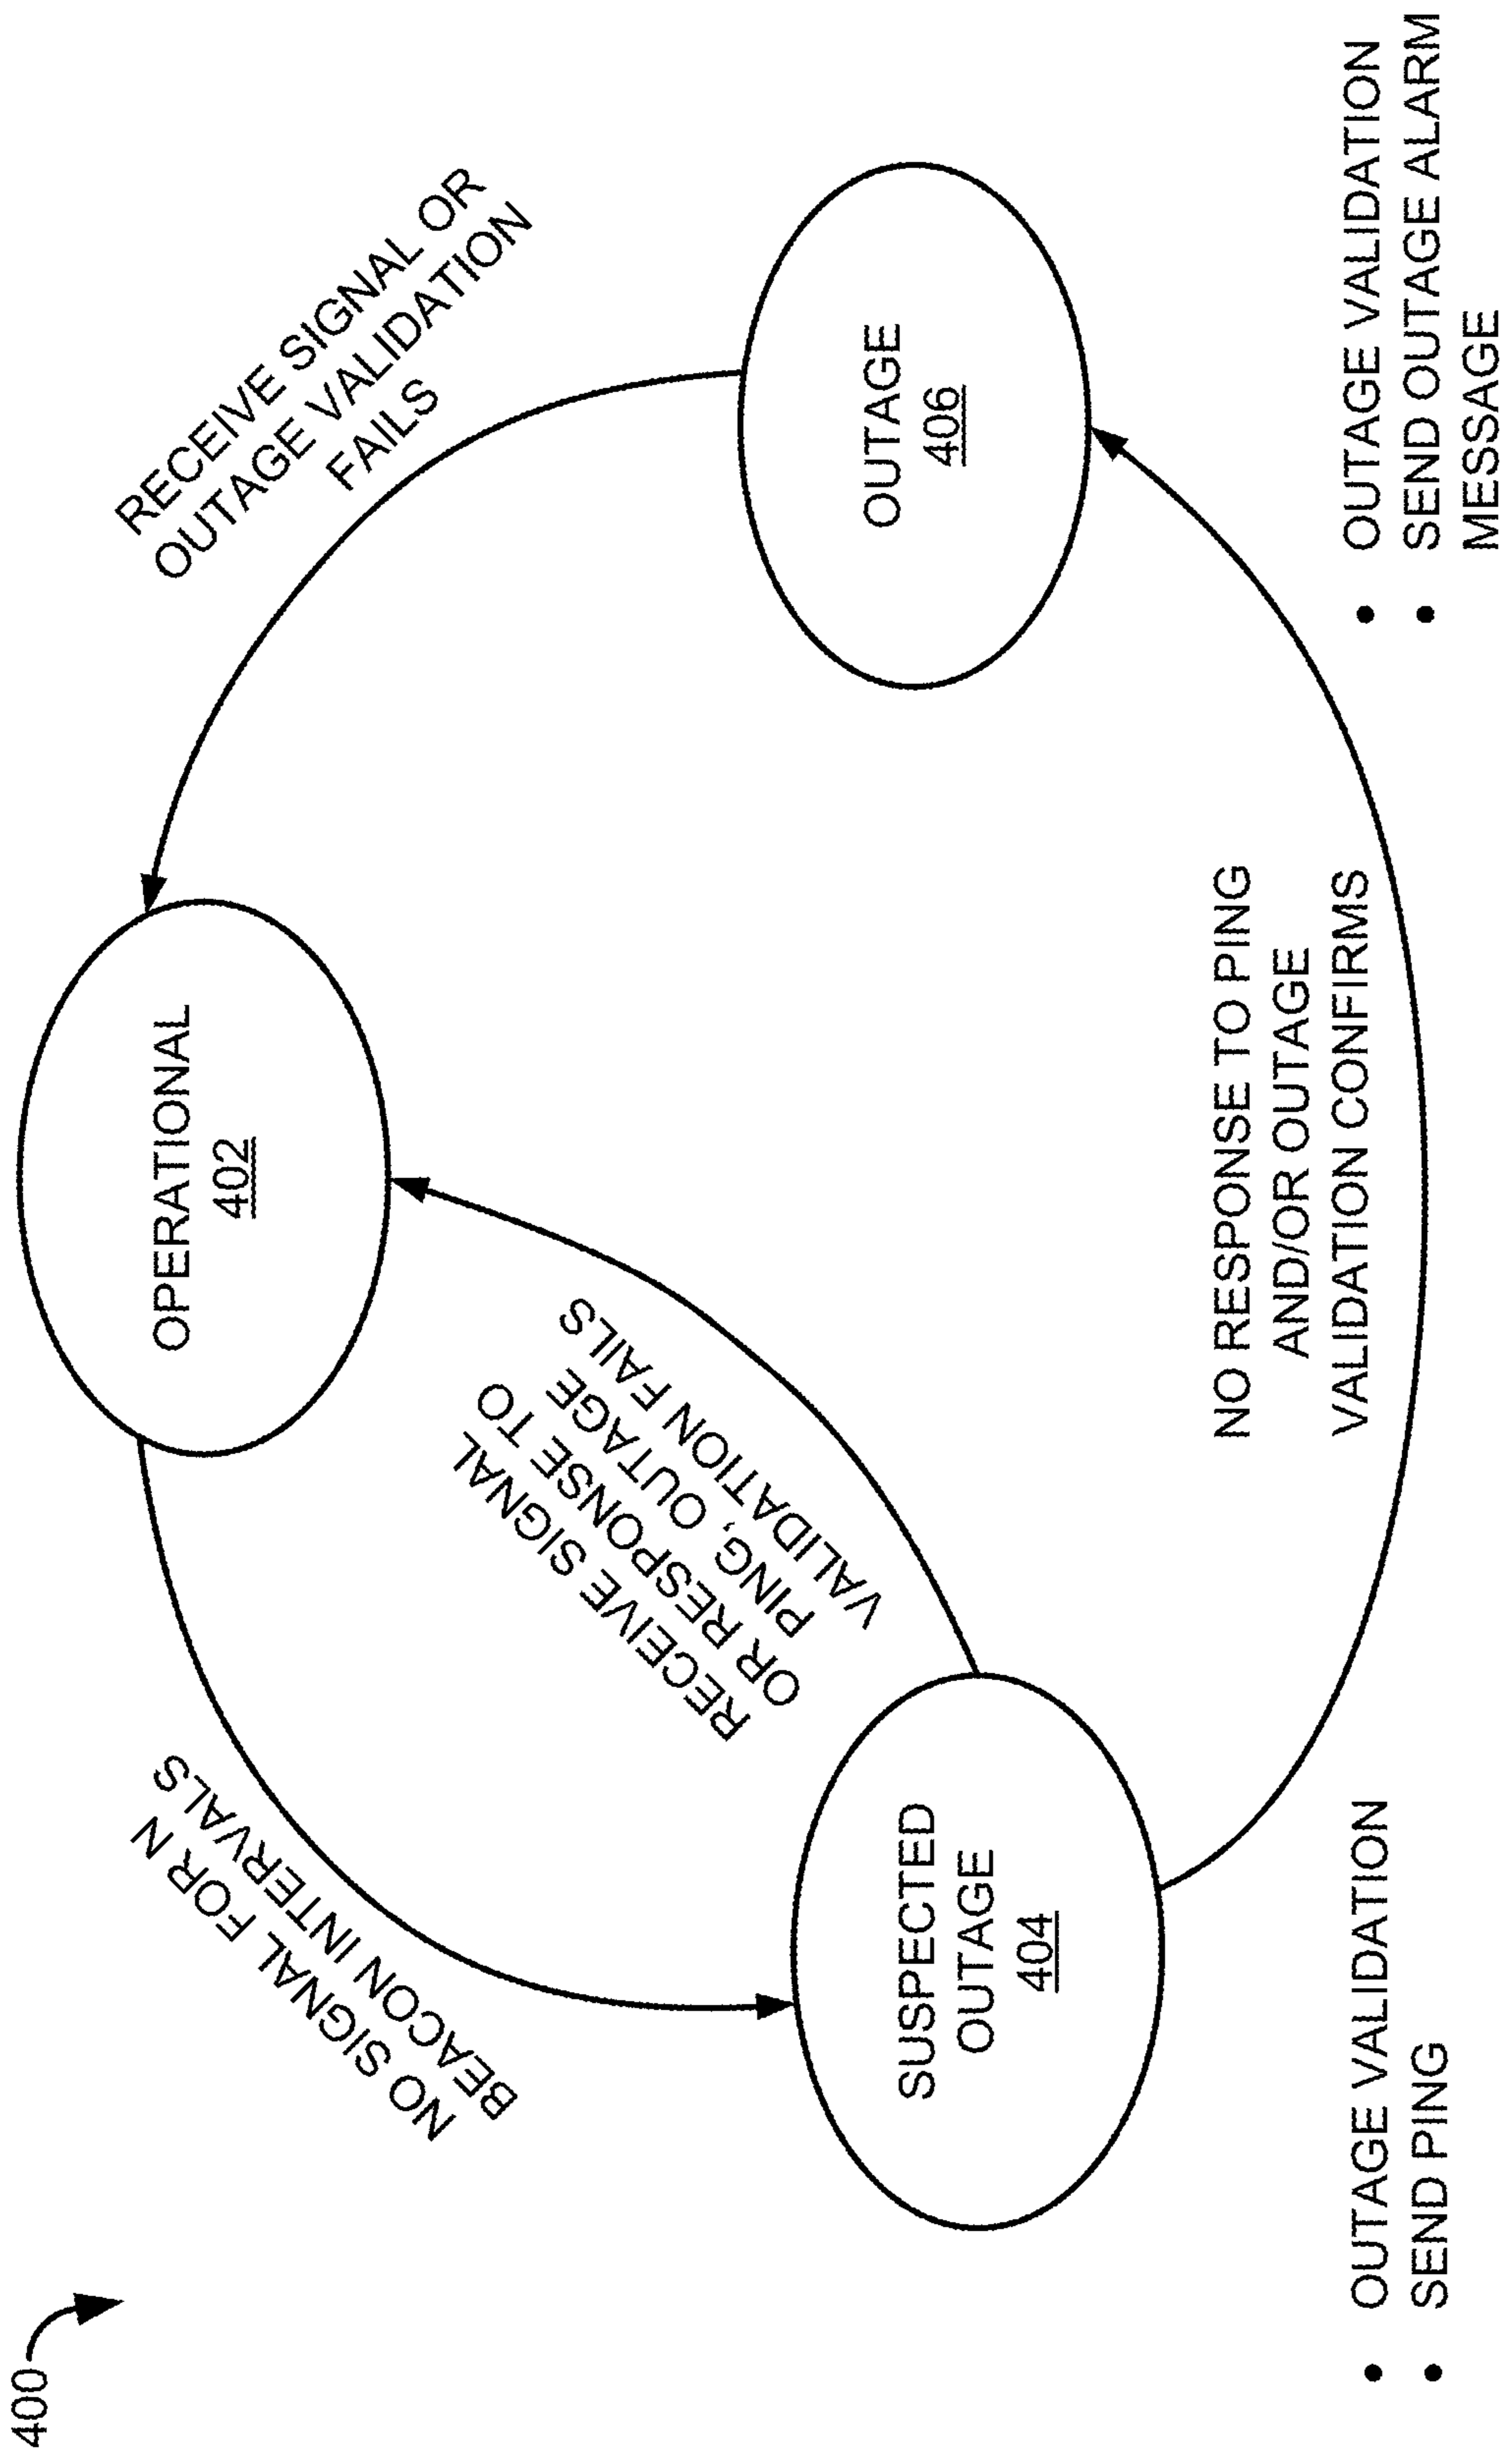 400
NO SIGNAL FOR N
BEACON INTERVALS
OPERATIONAL
402
RECEIVE SIGNAL OR
OUTAGE VALIDATION
FAILS
RECEIVE SIGNAL
OR RESPONSE TO
PING, OUTAGE
VALIDATION FAILS
SUSPECTED
OUTAGE
404
OUTAGE
406
NO RESPONSE TO PING
AND/OR OUTAGE
VALIDATION CONFIRMS
• OUTAGE VALIDATION
• SEND PING
• OUTAGE VALIDATION
• SEND OUTAGE ALARM
MESSAGE